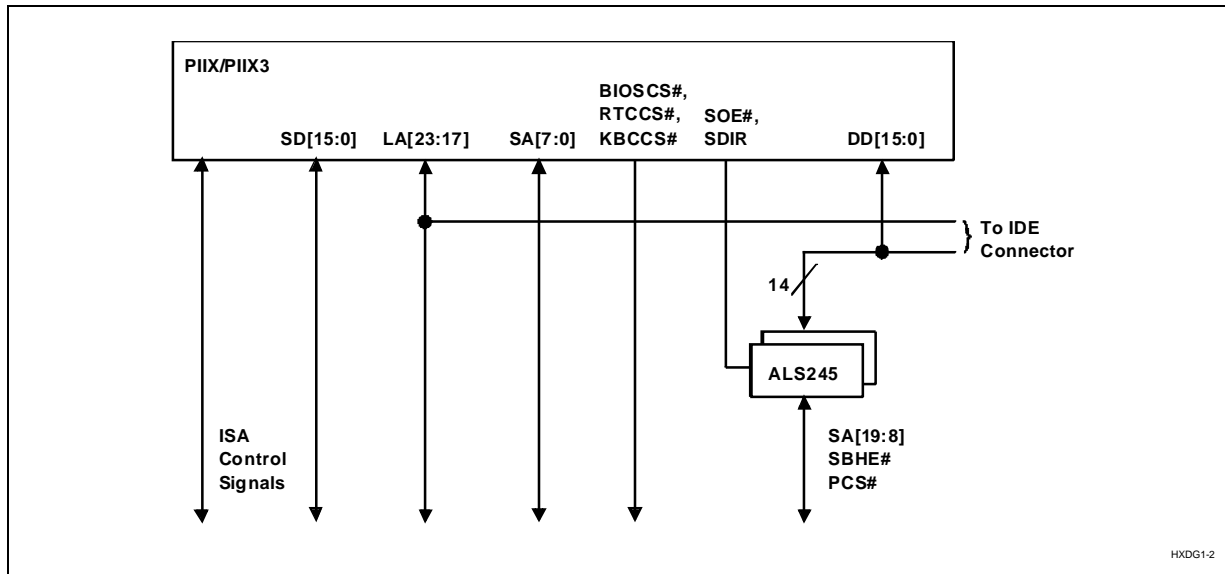 PIIX/PIIX3
BIOSCS#,
RTCCS#,
KBCCS#
SOE#,
SDIR
SD[15:0]
LA[23:17]
SA[7:0]
DD[15:0]
}
To IDE
Connector
14
ALS245
ISA
Control
Signals
SA[19:8]
SBHE#
PCS#
HXDG1-2